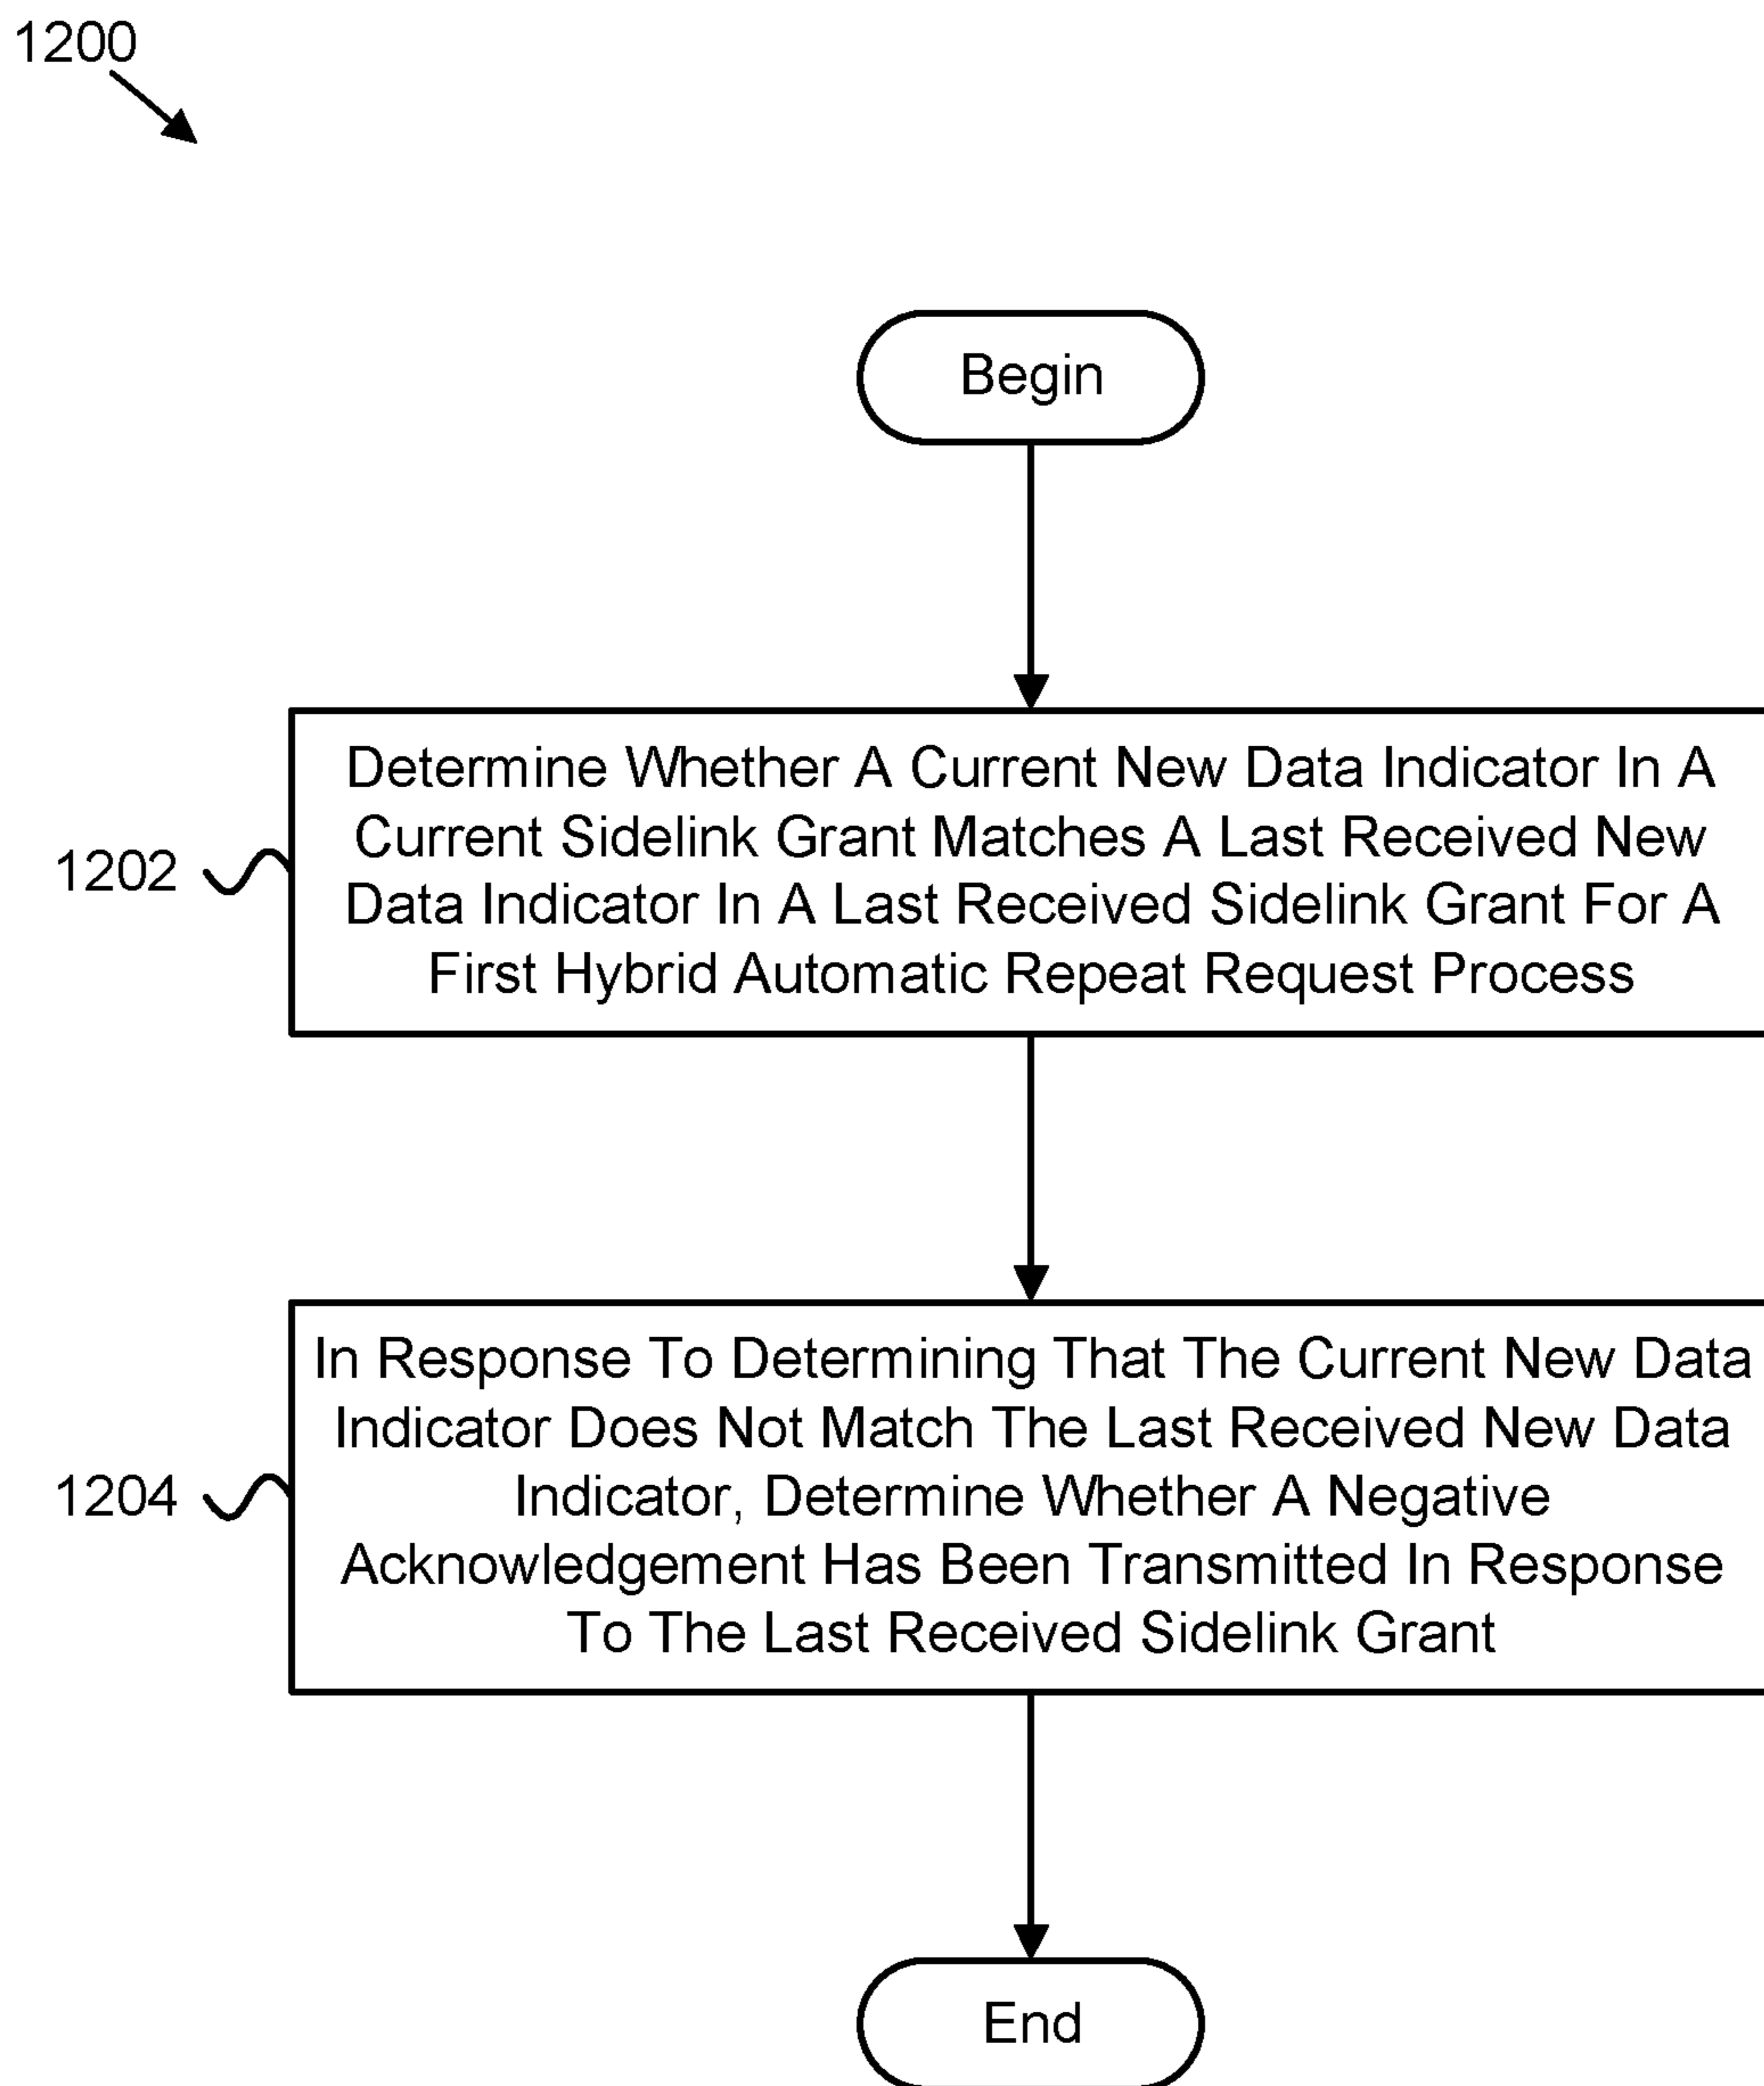 1200
Begin
1202
Determine Whether A Current New Data Indicator In A
Current Sidelink Grant Matches A Last Received New
Data Indicator In A Last Received Sidelink Grant For A
First Hybrid Automatic Repeat Request Process
1204
In Response To Determining That The Current New Data
Indicator Does Not Match The Last Received New Data
Indicator, Determine Whether A Negative
Acknowledgement Has Been Transmitted In Response
To The Last Received Sidelink Grant
End